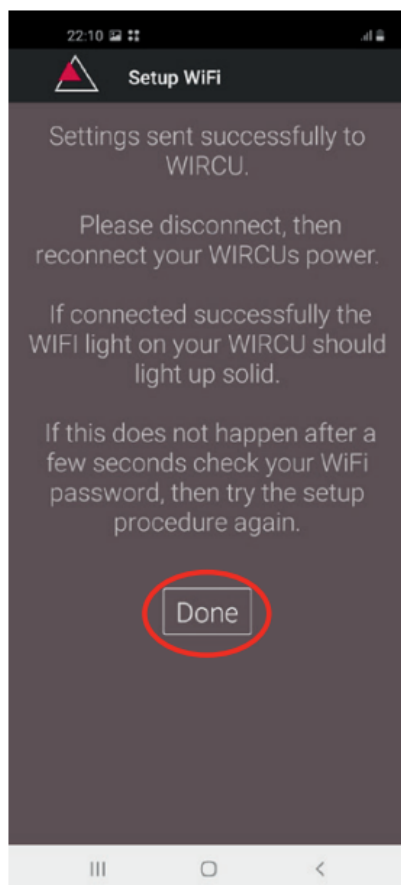 22:10
Setup WiFi
Settings sent successfully to
WIRCU.
Please disconnect, then
reconnect your WIRCUs power.
If connected successfully the
WIFI light on your WIRCU should
light up solid.
If this does not happen after a
few seconds check your WiFi
password, then try the setup
procedure again.
Done